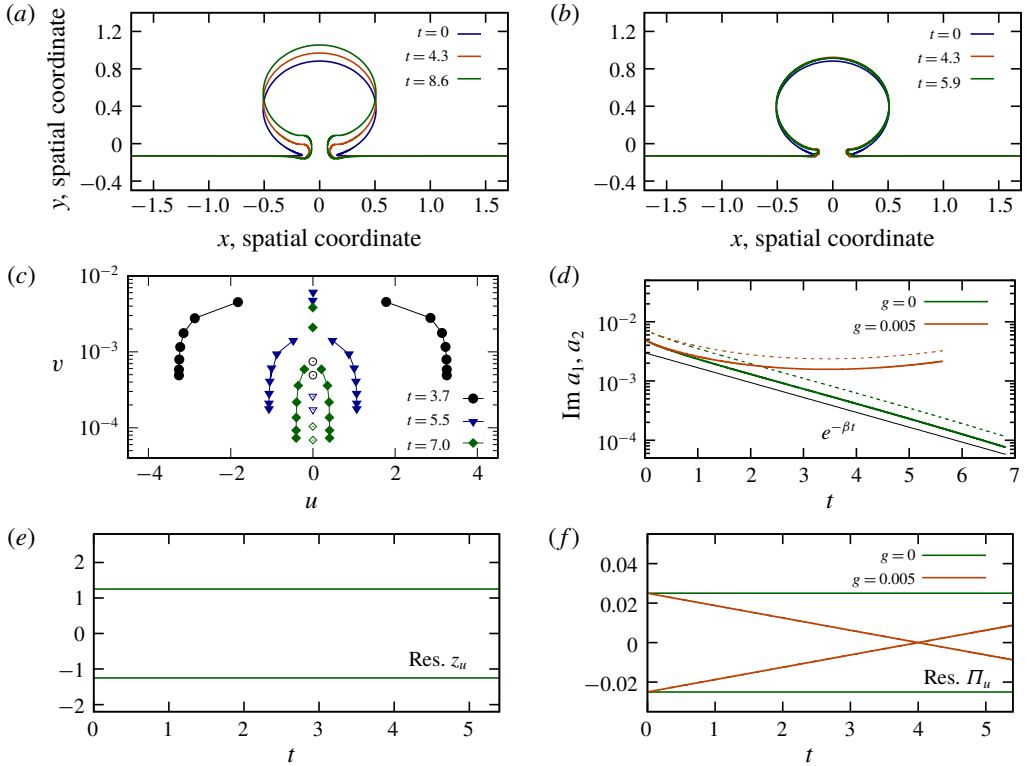 (a)
y, spatial coordinate
1.2
0.8
0.4
0
−0.4
t = 0
t = 4.3
t = 8.6
−1.5
−1.0
−0.5
0
0.5
1.0
1.5
x, spatial coordinate
(b)
1.2
0.8
0.4
0
−0.4
t = 0
t = 4.3
t = 5.9
−1.5
−1.0
−0.5
0
0.5
1.0
1.5
x, spatial coordinate
(c)
v
10−2
10−3
10−4
t = 3.7
t = 5.5
t = 7.0
−4
−2
0
2
4
u
(d)
Im a1, a2
10−2
10−3
10−4
g = 0
g = 0.005
e−βt
0
1
2
3
4
5
6
7
t
(e)
2
1
0
−1
−2
Res. zu
0
1
2
3
4
5
t
(f)
0.04
0.02
0
−0.02
g = 0
g = 0.005
Res. Πu
0
1
2
3
4
5
t